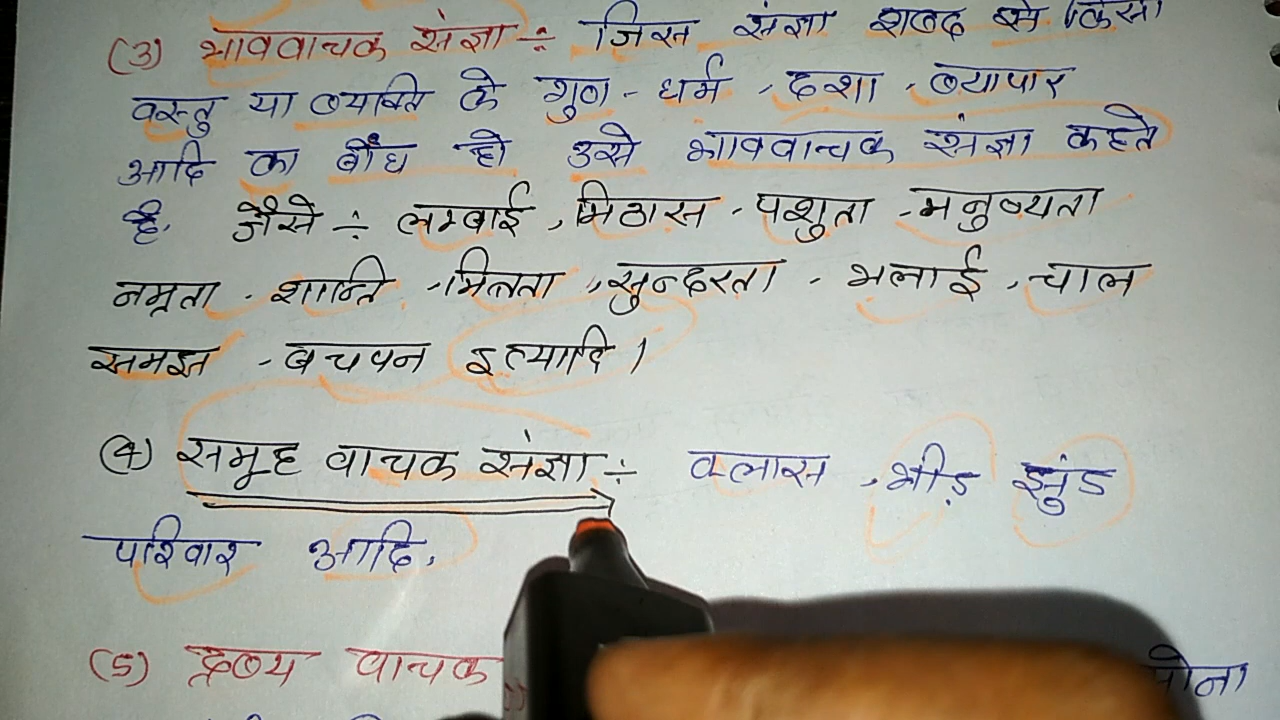 (3) भाववाचक संज्ञा ÷ जिस संज्ञा शब्द से किसी
वस्तु या व्यक्ति के गुण - धर्म , दशा , व्यापार
आदि का बोंध हो उसे भाववाचक संज्ञा कहते
है. जैसे ÷ लम्बाई , मिठास - पशुता - मनुष्यता
नम्रता - शान्ति - मित्रता , सुन्दरता - भलाई , चाल
समझ - बचपन इत्यादि ।
(4) समूह वाचक संज्ञा ÷ क्लास , भीड़ झुंड
परिवार आदि .
(5) द्रव्य वाचक सोना